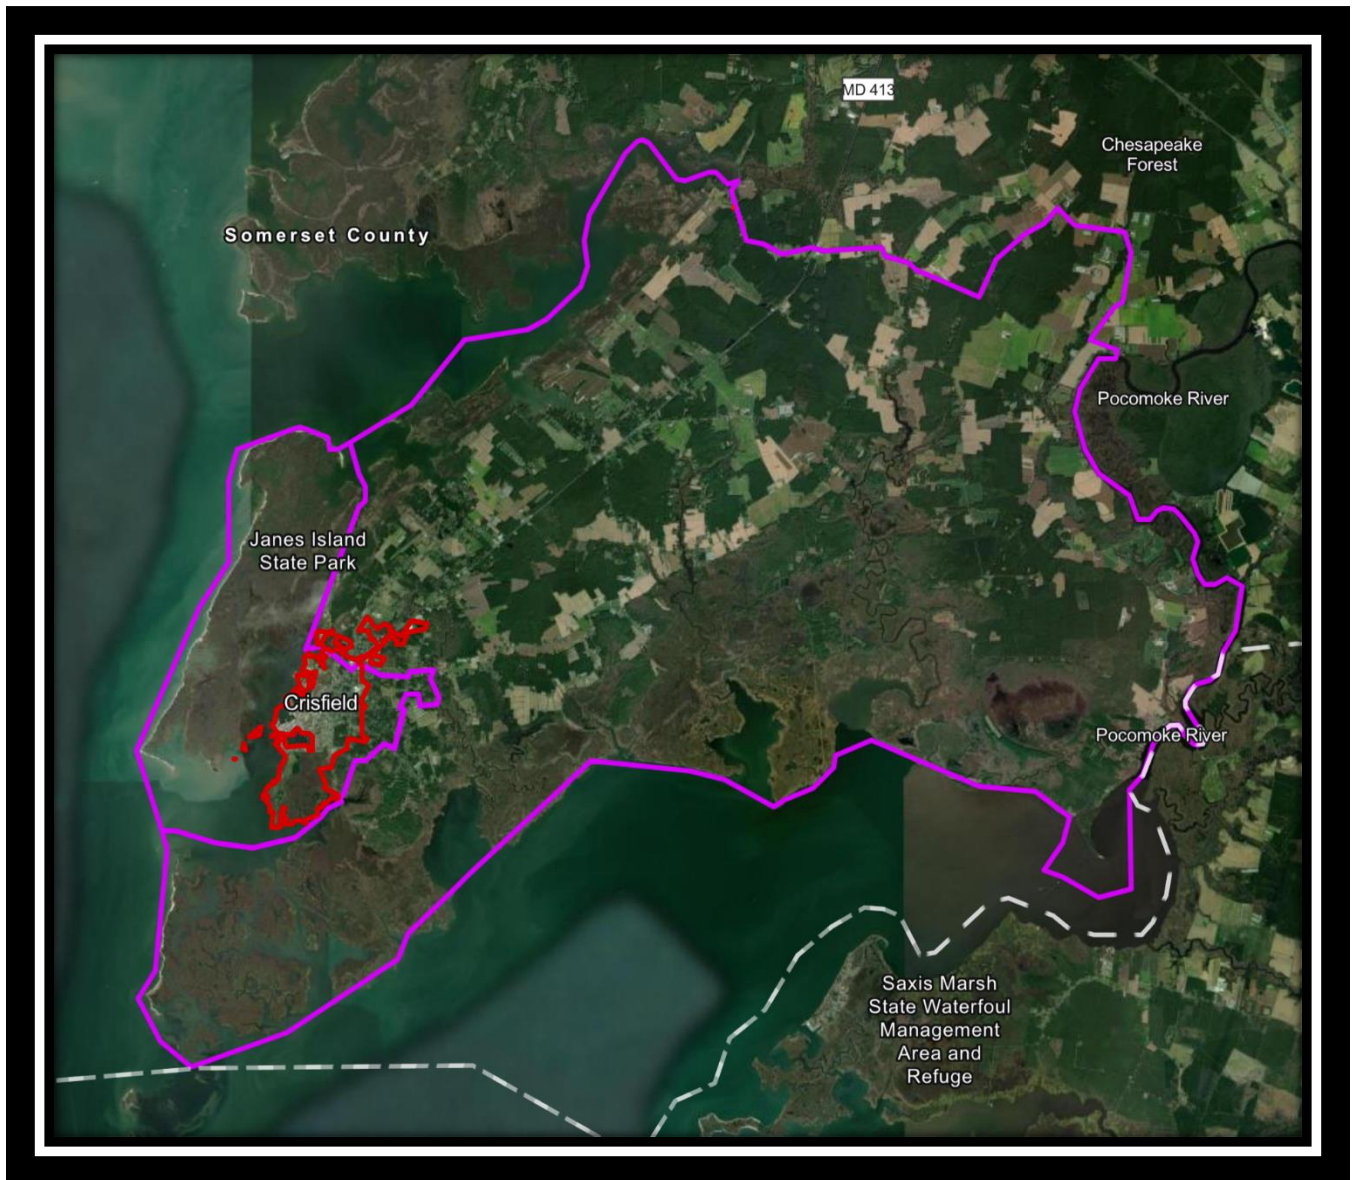 MD 413
Chesapeake
Forest
Somerset County
Pocomoke River
Janes Island
State Park
Crisfield
Pocomoke River
Saxis Marsh
State Waterfoul
Management
Area and
Refuge